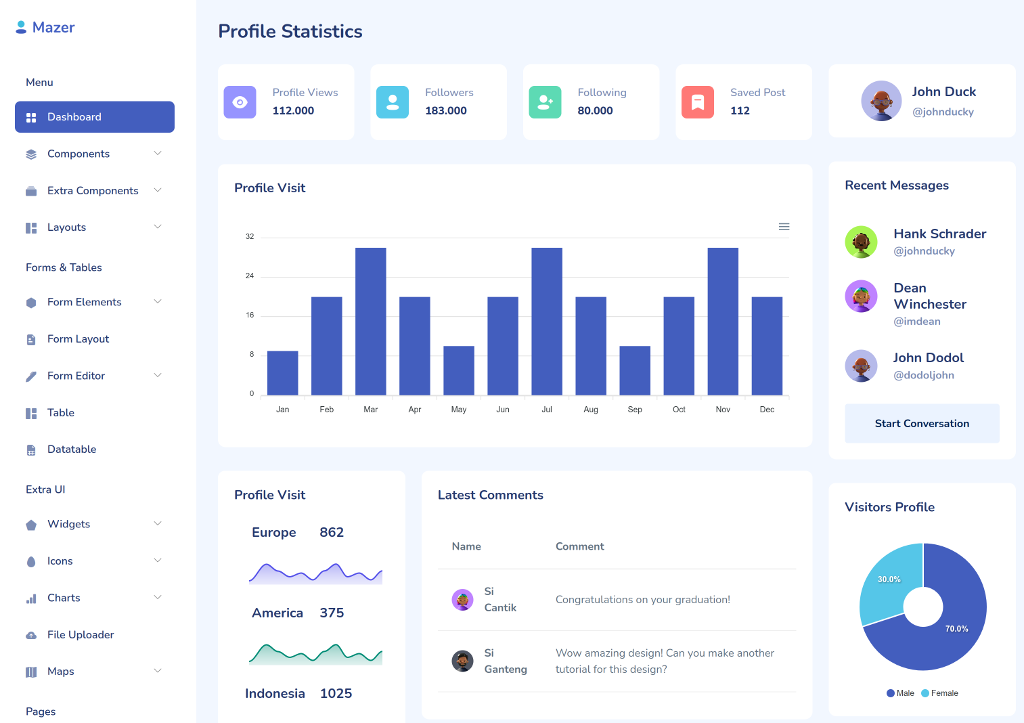 Mazer
Menu
Dashboard
Components
Extra Components
Layouts
Forms & Tables
Form Elements
Form Layout
Form Editor
Table
Datatable
Extra UI
Widgets
Icons
Charts
File Uploader
Maps
Pages
Profile Statistics
Profile Views
112.000
Followers
183.000
Following
80.000
Saved Post
112
John Duck
@johnducky
Profile Visit
32
24
16
8
0
Jan Feb Mar Apr May Jun Jul Aug Sep Oct Nov Dec
Recent Messages
Hank Schrader
@johnducky
Dean
Winchester
@imdean
John Dodol
@dodoljohn
Start Conversation
Profile Visit
Europe 862
America 375
Indonesia 1025
Latest Comments
Name Comment
Si
Cantik
Congratulations on your graduation!
Si
Ganteng
Wow amazing design! Can you make another
tutorial for this design?
Visitors Profile
30.0%
70.0%
Male Female